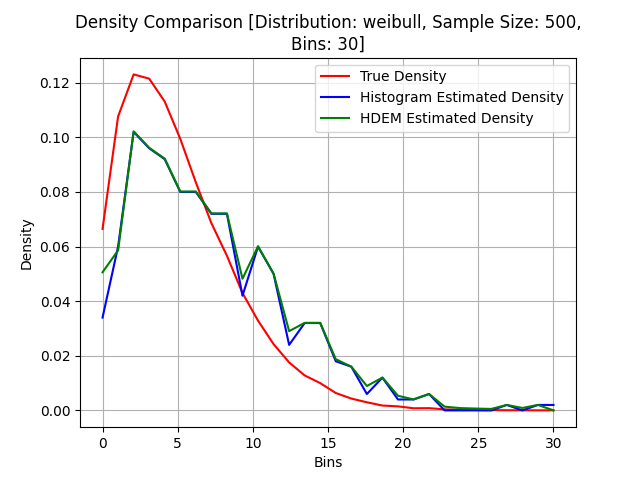 Density Comparison [Distribution: weibull, Sample Size: 500,
Bins: 30]
True Density
Histogram Estimated Density
HDEM Estimated Density
Density
0.12
0.10
0.08
0.06
0.04
0.02
0.00
0 5 10 15 20 25 30
Bins